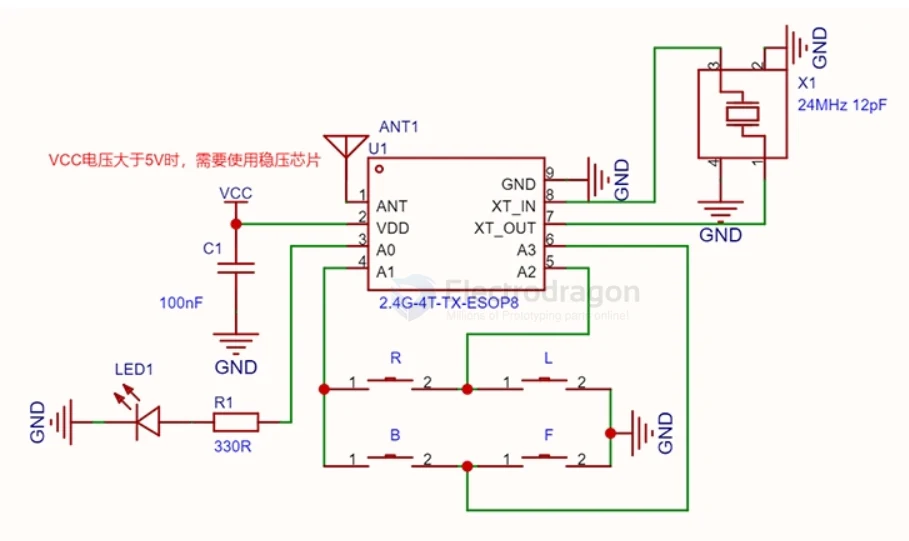 ANT1
U1
VCC电压大于5V时，需要使用稳压芯片
VCC
C1
100nF
GND
1
2
3
4
ANT
VDD
A0
A1
GND
XT_IN
XT_OUT
A3
A2
9
8
7
6
5
2.4G-4T-TX-ESOP8
GND
3
2
GND
X1
24MHz 12pF
4
1
GND
Electrodragon
Millions of Prototyping parts online!
LED1
GND
R1
330R
R
1
2
L
1
2
B
1
2
F
1
2
GND